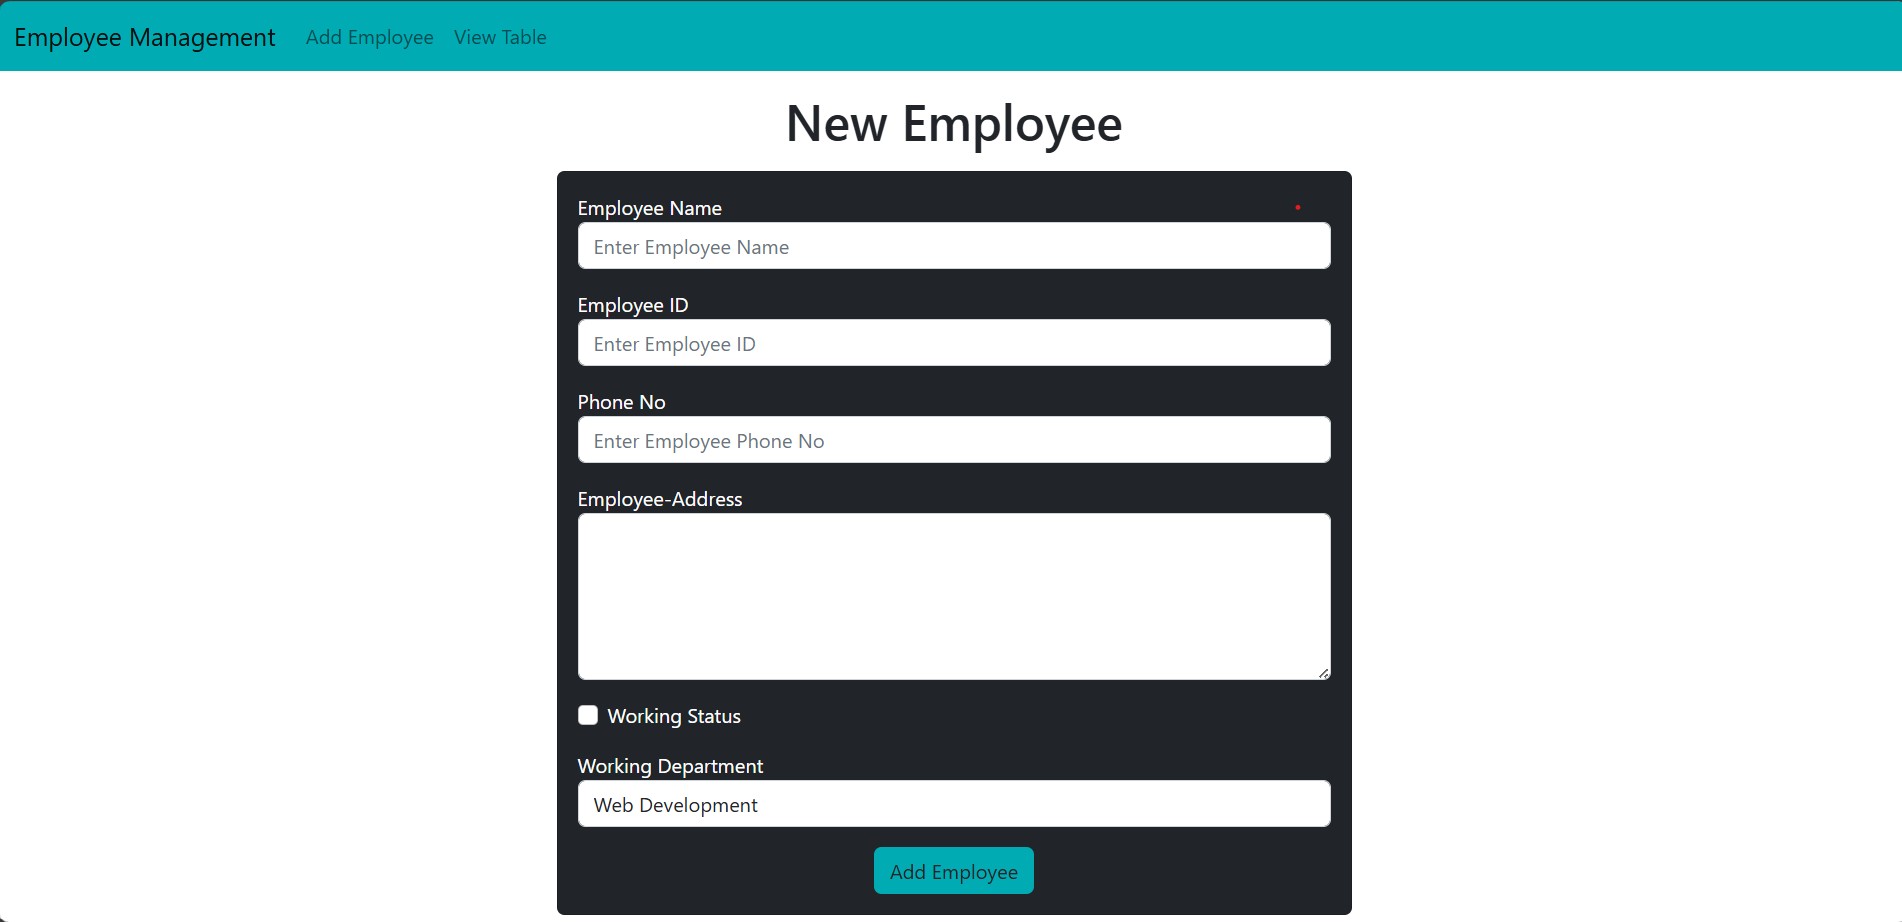 Employee Management Add Employee View Table
New Employee
Employee Name
Enter Employee Name
Employee ID
Enter Employee ID
Phone No
Enter Employee Phone No
Employee-Address
Working Status
Working Department
Web Development
Add Employee